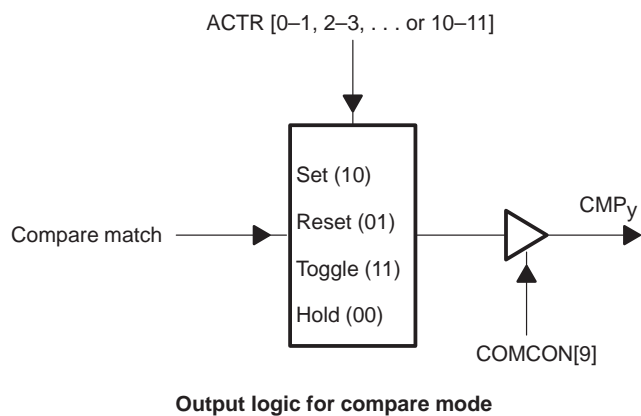 ACTR [0–1, 2–3, . . . or 10–11]
Set (10)
Reset (01)
Toggle (11)
Hold (00)
Compare match
CMPy
COMCON[9]
Output logic for compare mode